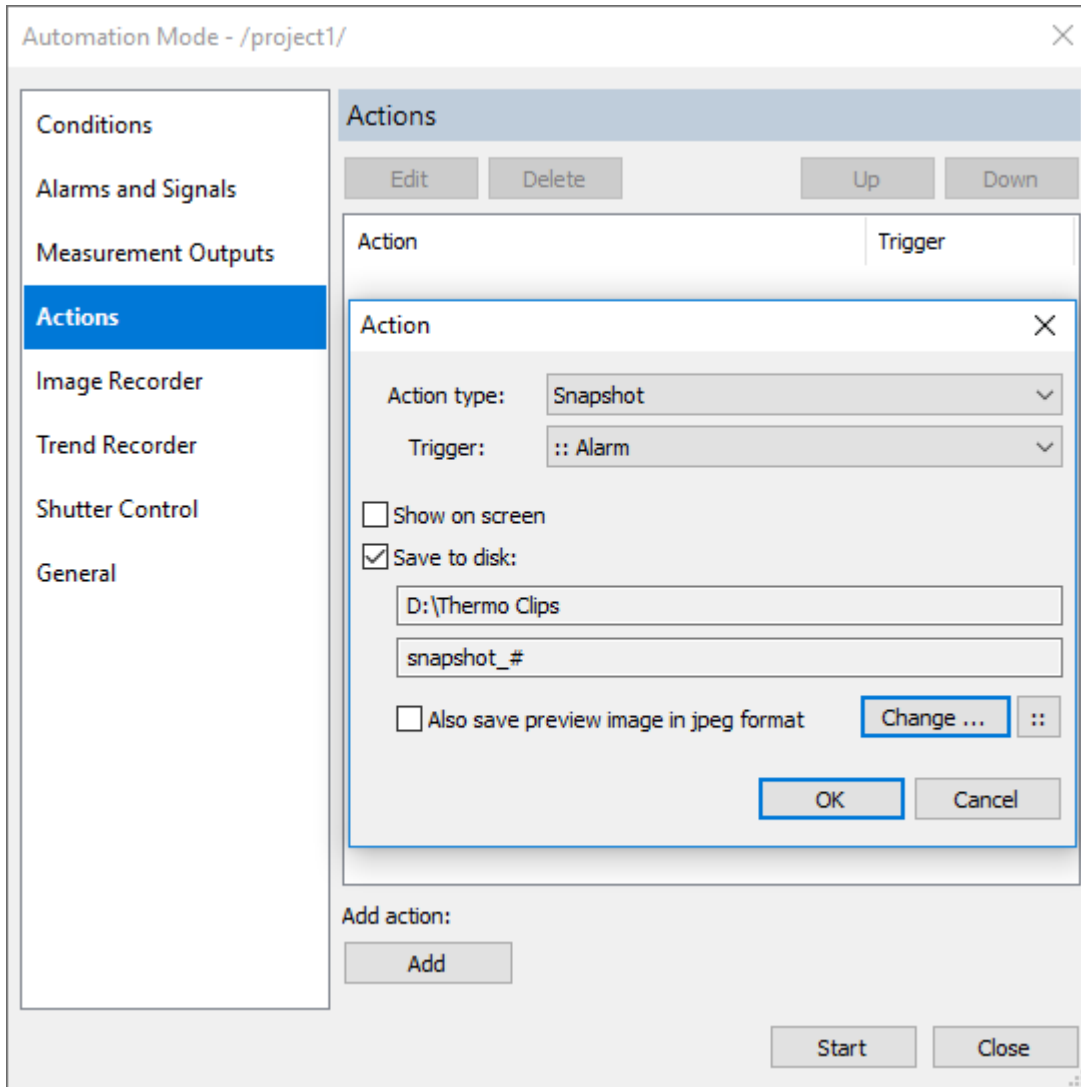 Automation Mode - /project1/
Conditions
Alarms and Signals
Measurement Outputs
Actions
Image Recorder
Trend Recorder
Shutter Control
General
Actions
Edit Delete Up Down
Action Trigger
Action
Action type: Snapshot
Trigger: :: Alarm
Show on screen
Save to disk:
D:\Thermo Clips
snapshot_#
Also save preview image in jpeg format Change ... ::
OK Cancel
Add action:
Add
Start Close